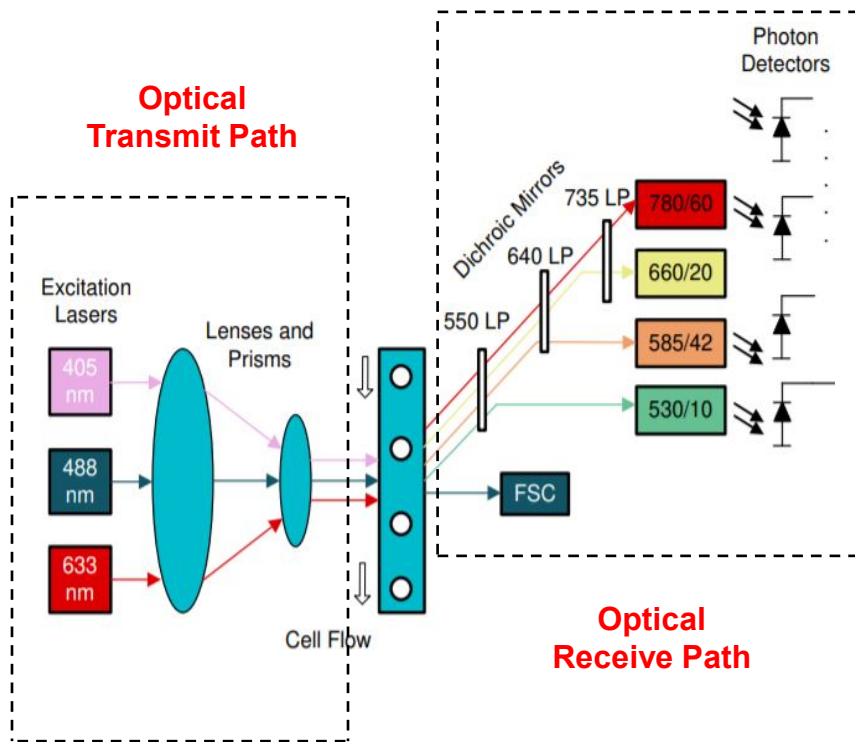 Optical
Transmit Path
Excitation
Lasers
405
nm
488
nm
633
nm
Lenses and
Prisms
Cell Flow
Photon
Detectors
Dichroic Mirrors
550 LP
640 LP
735 LP
780/60
660/20
585/42
530/10
FSC
Optical
Receive Path